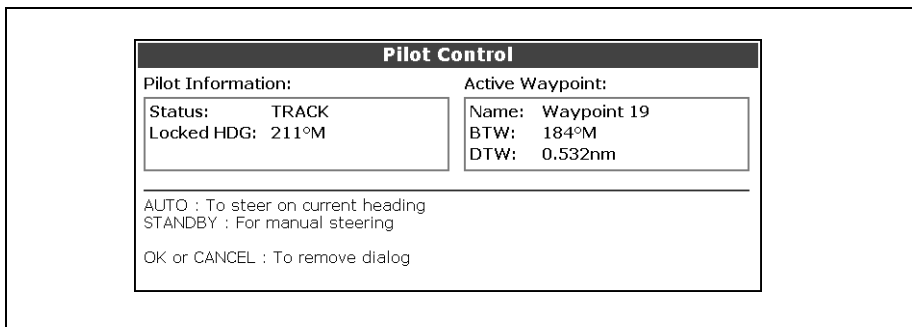 Pilot Control
Pilot Information:
Status: TRACK
Locked HDG: 211°M
Active Waypoint:
Name: Waypoint 19
BTW: 184°M
DTW: 0.532nm
AUTO : To steer on current heading
STANDBY : For manual steering
OK or CANCEL : To remove dialog